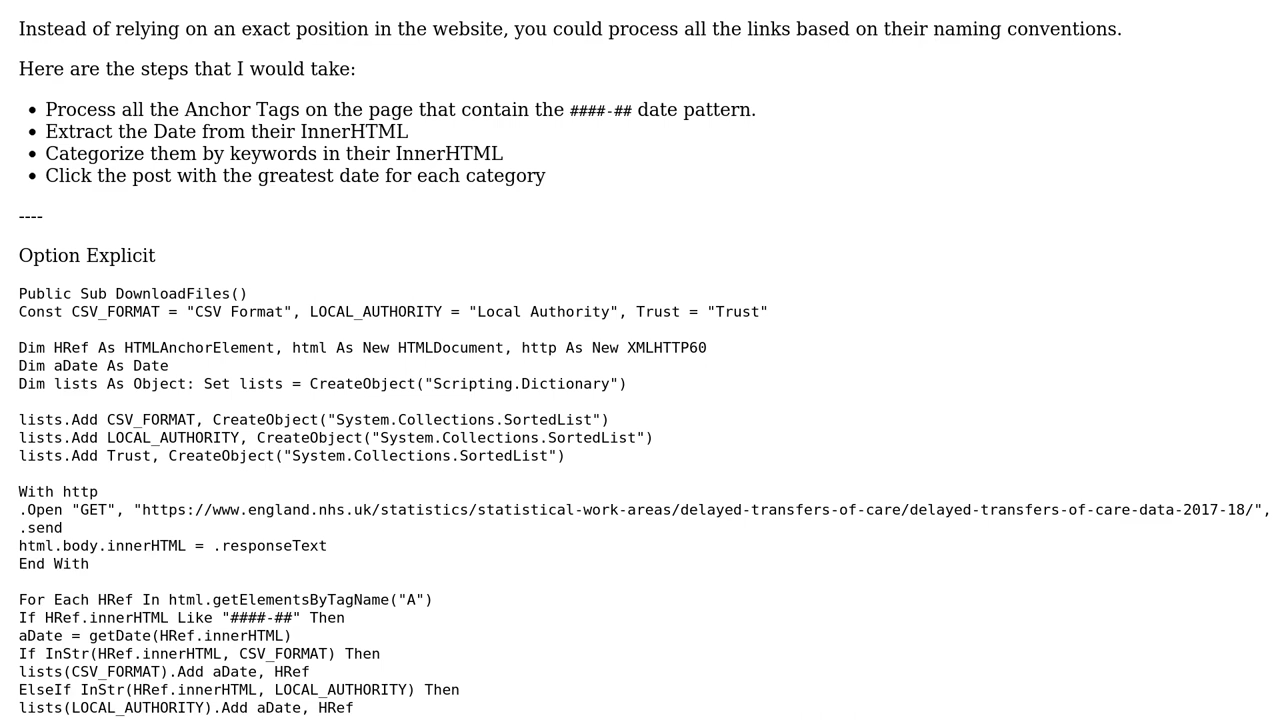 Instead of relying on an exact position in the website, you could process all the links based on their naming conventions.
Here are the steps that I would take:
• Process all the Anchor Tags on the page that contain the ####-## date pattern.
• Extract the Date from their InnerHTML
• Categorize them by keywords in their InnerHTML
• Click the post with the greatest date for each category
----
Option Explicit
Public Sub DownloadFiles()
Const CSV_FORMAT = "CSV Format", LOCAL_AUTHORITY = "Local Authority", Trust = "Trust"
Dim HRef As HTMLAnchorElement, html As New HTMLDocument, http As New XMLHTTP60
Dim aDate As Date
Dim lists As Object: Set lists = CreateObject("Scripting.Dictionary")
lists.Add CSV_FORMAT, CreateObject("System.Collections.SortedList")
lists.Add LOCAL_AUTHORITY, CreateObject("System.Collections.SortedList")
lists.Add Trust, CreateObject("System.Collections.SortedList")
With http
.Open "GET", "https://www.england.nhs.uk/statistics/statistical-work-areas/delayed-transfers-of-care/delayed-transfers-of-care-data-2017-18/",
.send
html.body.innerHTML = .responseText
End With
For Each HRef In html.getElementsByTagName("A")
If HRef.innerHTML Like "####-##" Then
aDate = getDate(HRef.innerHTML)
If InStr(HRef.innerHTML, CSV_FORMAT) Then
lists(CSV_FORMAT).Add aDate, HRef
ElseIf InStr(HRef.innerHTML, LOCAL_AUTHORITY) Then
lists(LOCAL_AUTHORITY).Add aDate, HRef